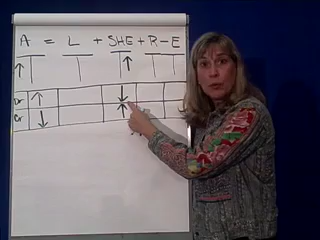 A = L + SHE + R - E
Dr
Cr